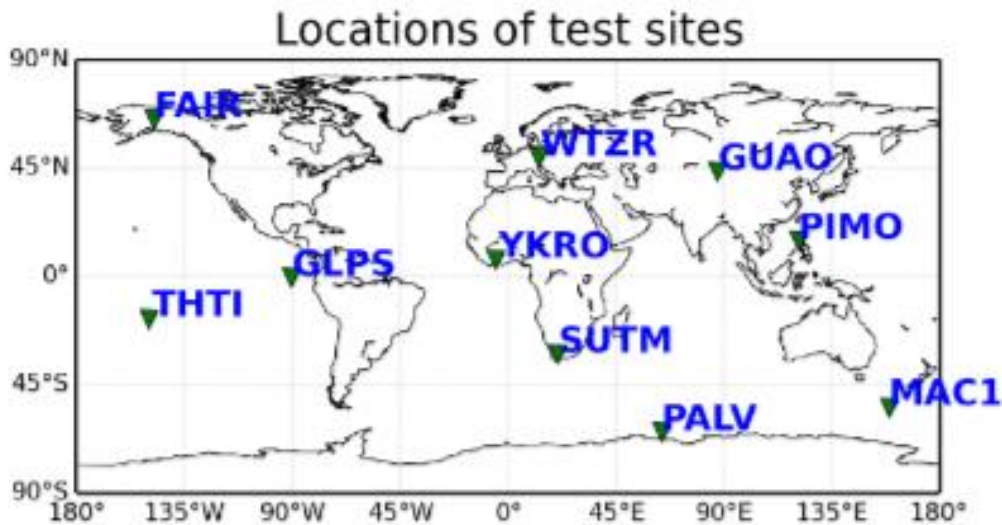 Locations of test sites
90°N
FAIR
WTZR
GUAO
45°N
PIMO
YKRO
GLPS
0°
THTI
SUTM
45°S
MAC1
PALV
90°S
180° 135°W 90°W 45°W 0° 45°E 90°E 135°E 180°